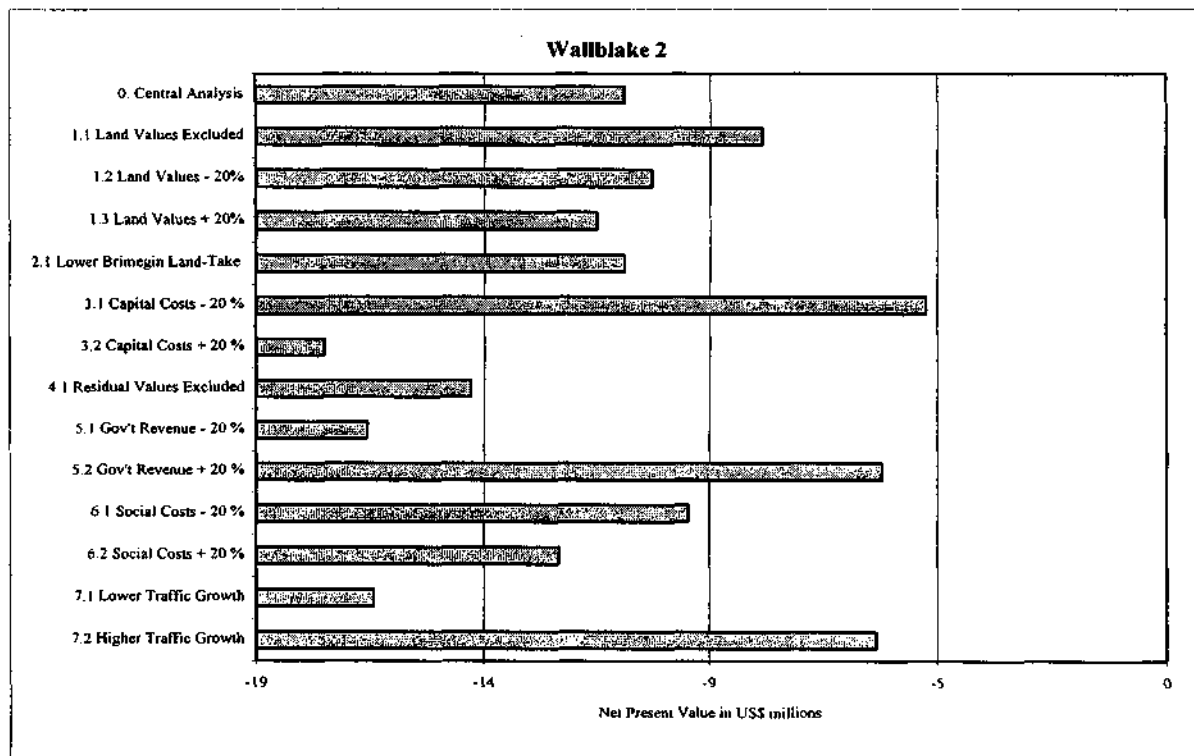 Wallblake 2
0. Central Analysis
1.1 Land Values Excluded
1.2 Land Values - 20%
1.3 Land Values + 20%
2.1 Lower Brimegin Land-Take
3.1 Capital Costs - 20 %
3.2 Capital Costs + 20 %
4 1 Residual Values Excluded
5.1 Gov't Revenue - 20 %
5.2 Gov't Revenue + 20 %
6 1 Social Costs - 20 %
6.2 Social Costs + 20 %
7.1 Lower Traffic Growth
7.2 Higher Traffic Growth
-19 -14 -9 -5 0
Net Present Value in US$ millions